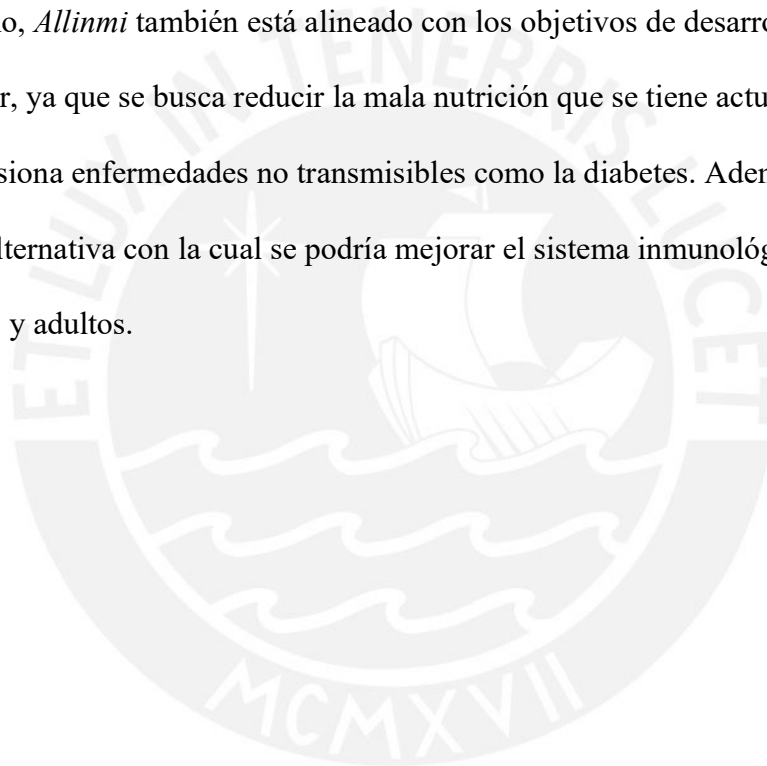 no, Allinmi también está alineado con los objetivos de desarro
r, ya que se busca reducir la mala nutrición que se tiene actu
siona enfermedades no transmisibles como la diabetes. Ader
lternativa con la cual se podría mejorar el sistema inmunológ
y adultos.
ET LUX IN TENEBRIS LUCET
MCMXVII